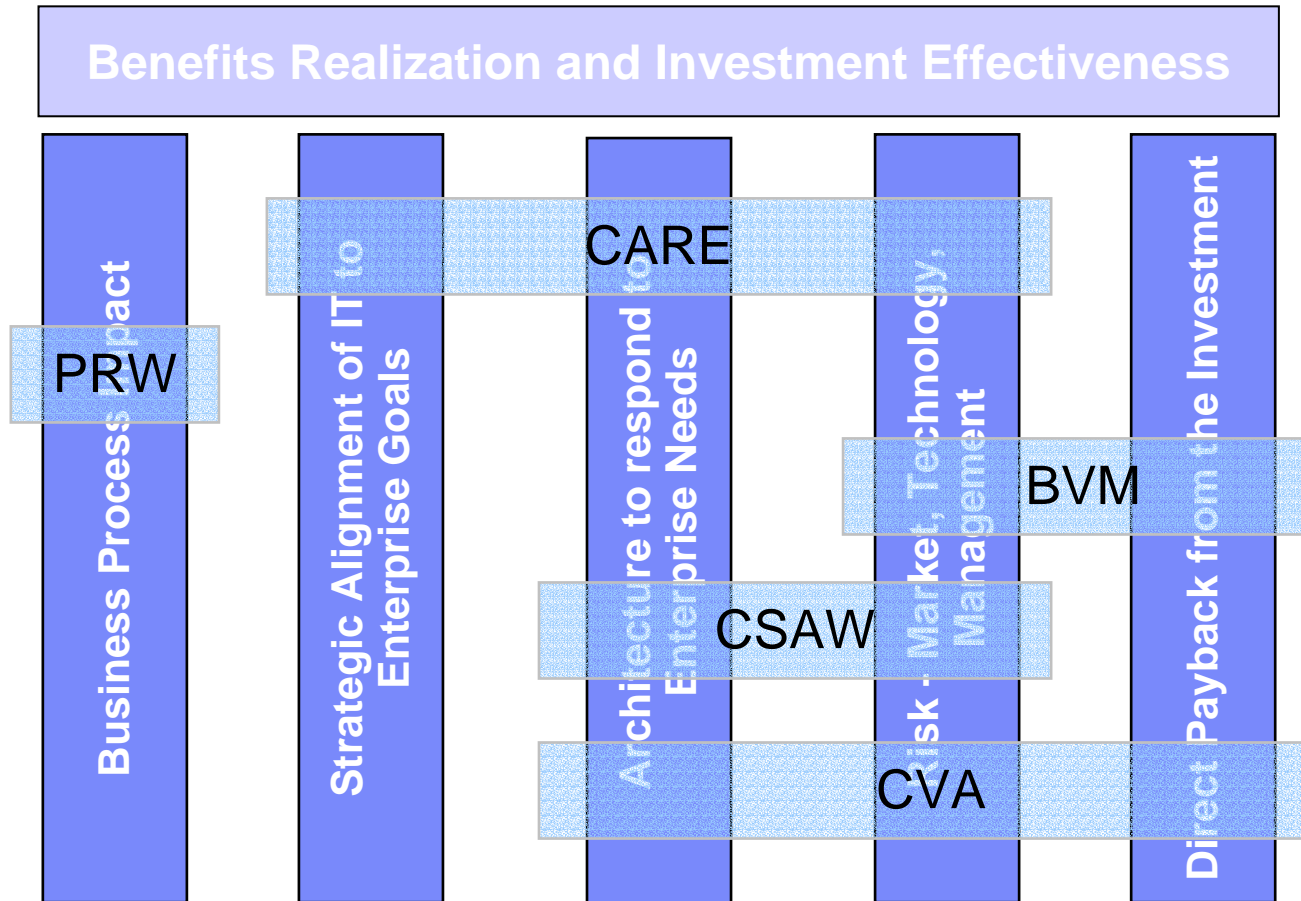 Benefits Realization and Investment Effectiveness
Business Process Impact
Strategic Alignment of IT to
Enterprise Goals
Architecture to respond to
Enterprise Needs
Risk - Market, Technology,
Management
Direct Payback from the Investment
CARE
PRW
BVM
CSAW
CVA